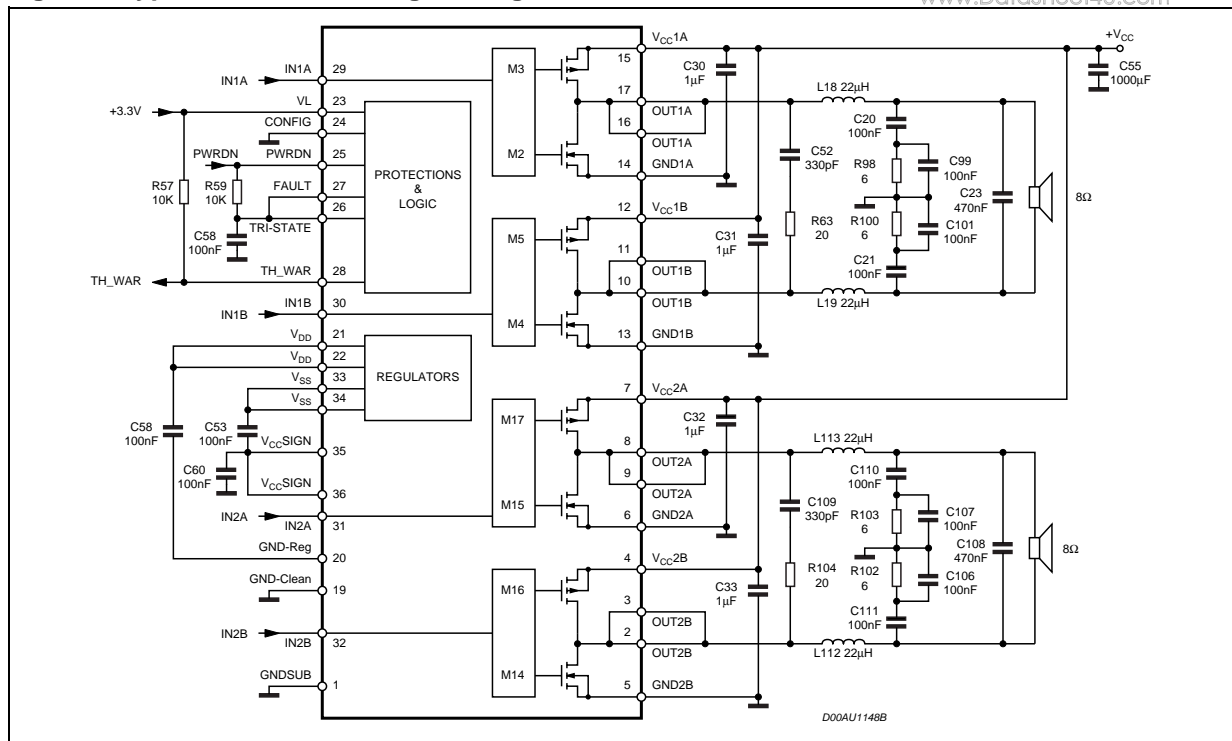 +VCC
VCC1A
15
C30
1µF
C55
1000µF
IN1A
29
M3
17
L18 22µH
+3.3V
VL
23
OUT1A
C20
100nF
CONFIG
24
16
OUT1A
C52
330pF
PWRDN
PWRDN
25
M2
14
GND1A
R98
6
C99
100nF
R57
10K
R59
10K
FAULT
27
PROTECTIONS
&
LOGIC
C23
470nF
8Ω
26
TRI-STATE
12
VCC1B
C58
100nF
M5
C31
1µF
R63
20
R100
6
C101
100nF
11
OUT1B
C21
100nF
TH_WAR
TH_WAR
28
10
OUT1B
L19 22µH
IN1B
30
M4
13
GND1B
VDD
21
VDD
22
REGULATORS
VSS
33
VSS
34
7
VCC2A
C58
100nF
C53
100nF
M17
C32
1µF
VCCSIGN
35
8
OUT2A
L113 22µH
C60
100nF
9
OUT2A
C110
100nF
VCCSIGN
36
M15
C109
330pF
R103
6
C107
100nF
IN2A
IN2A
31
6
GND2A
C108
470nF
8Ω
GND-Reg
20
4
VCC2B
GND-Clean
19
M16
C33
1µF
R104
20
R102
6
C106
100nF
3
OUT2B
C111
100nF
IN2B
IN2B
32
2
OUT2B
L112 22µH
GNDSUB
1
M14
5
GND2B
D00AU1148B